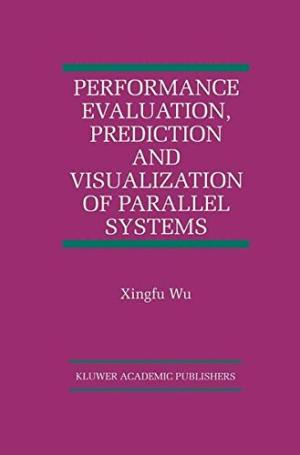 PERFORMANCE
EVALUATION,
PREDICTION
AND
VISUALIZATION
OF PARALLEL
SYSTEMS
Xingfu Wu
KLUWER ACADEMIC PUBLISHERS